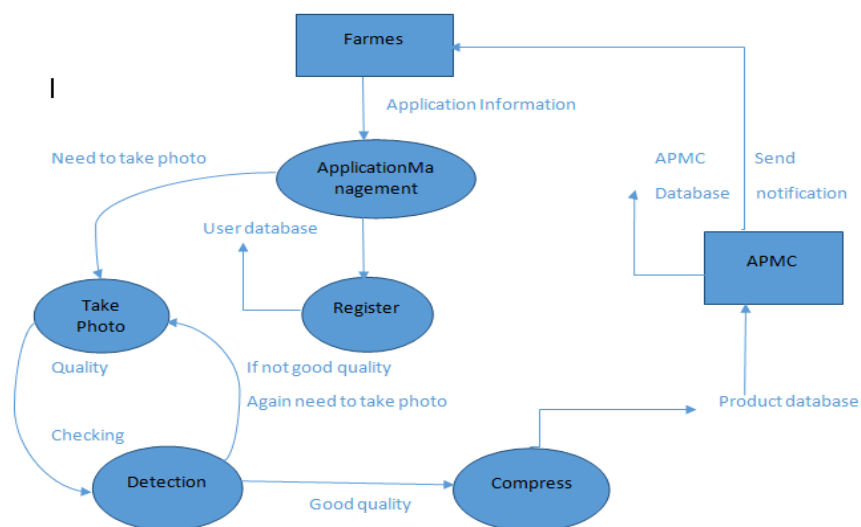 Farmes
Application Information
Need to take photo
ApplicationMa
nagement
APMC
Database
Send
notification
User database
APMC
Take
Photo
Register
Quality
Checking
If not good quality
Again need to take photo
Product database
Detection
Good quality
Compress